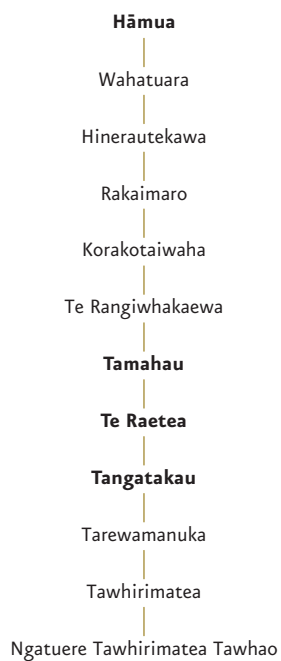 Hāmua
Wahatuara
Hinerautekawa
Rakaimaro
Korakotaiwaha
Te Rangiwhakaewa
Tamahau
Te Raetea
Tangatakau
Tarewamanuka
Tawhirimatea
Ngatuere Tawhirimatea Tawhao